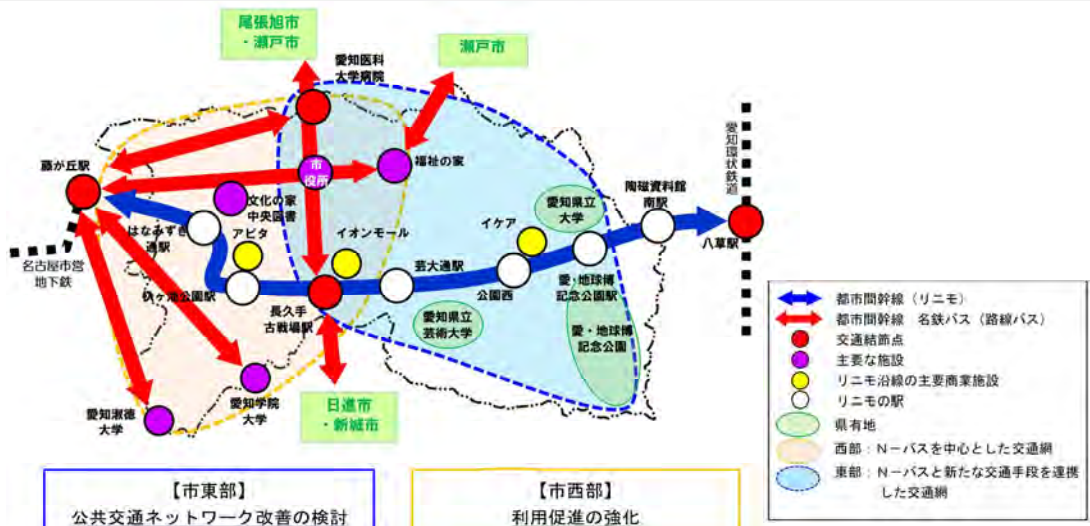 尾張旭市
・瀬戸市
瀬戸市
愛知医科
大学病院
愛知環状鉄道
藤が丘駅
市
役所
福祉の家
文化の家
中央図書
陶磁資料館
南駅
愛知県立
大学
イケア
はなみずき
通駅
アピタ
イオンモール
八草駅
名古屋市営
地下鉄
芸大通駅
杁ヶ池公園駅
公園西
愛・地球博
記念公園駅
長久手
古戦場駅
愛知県立
芸術大学
愛・地球博
記念公園
愛知学院
大学
愛知淑徳
大学
日進市
・新城市
都市間幹線(リニモ)
都市間幹線 名鉄バス(路線バス)
交通結節点
主要な施設
リニモ沿線の主要商業施設
リニモの駅
県有地
西部:N-バスを中心とした交通網
東部:N-バスと新たな交通手段を連携
した交通網
【市東部】
公共交通ネットワーク改善の検討
【市西部】
利用促進の強化